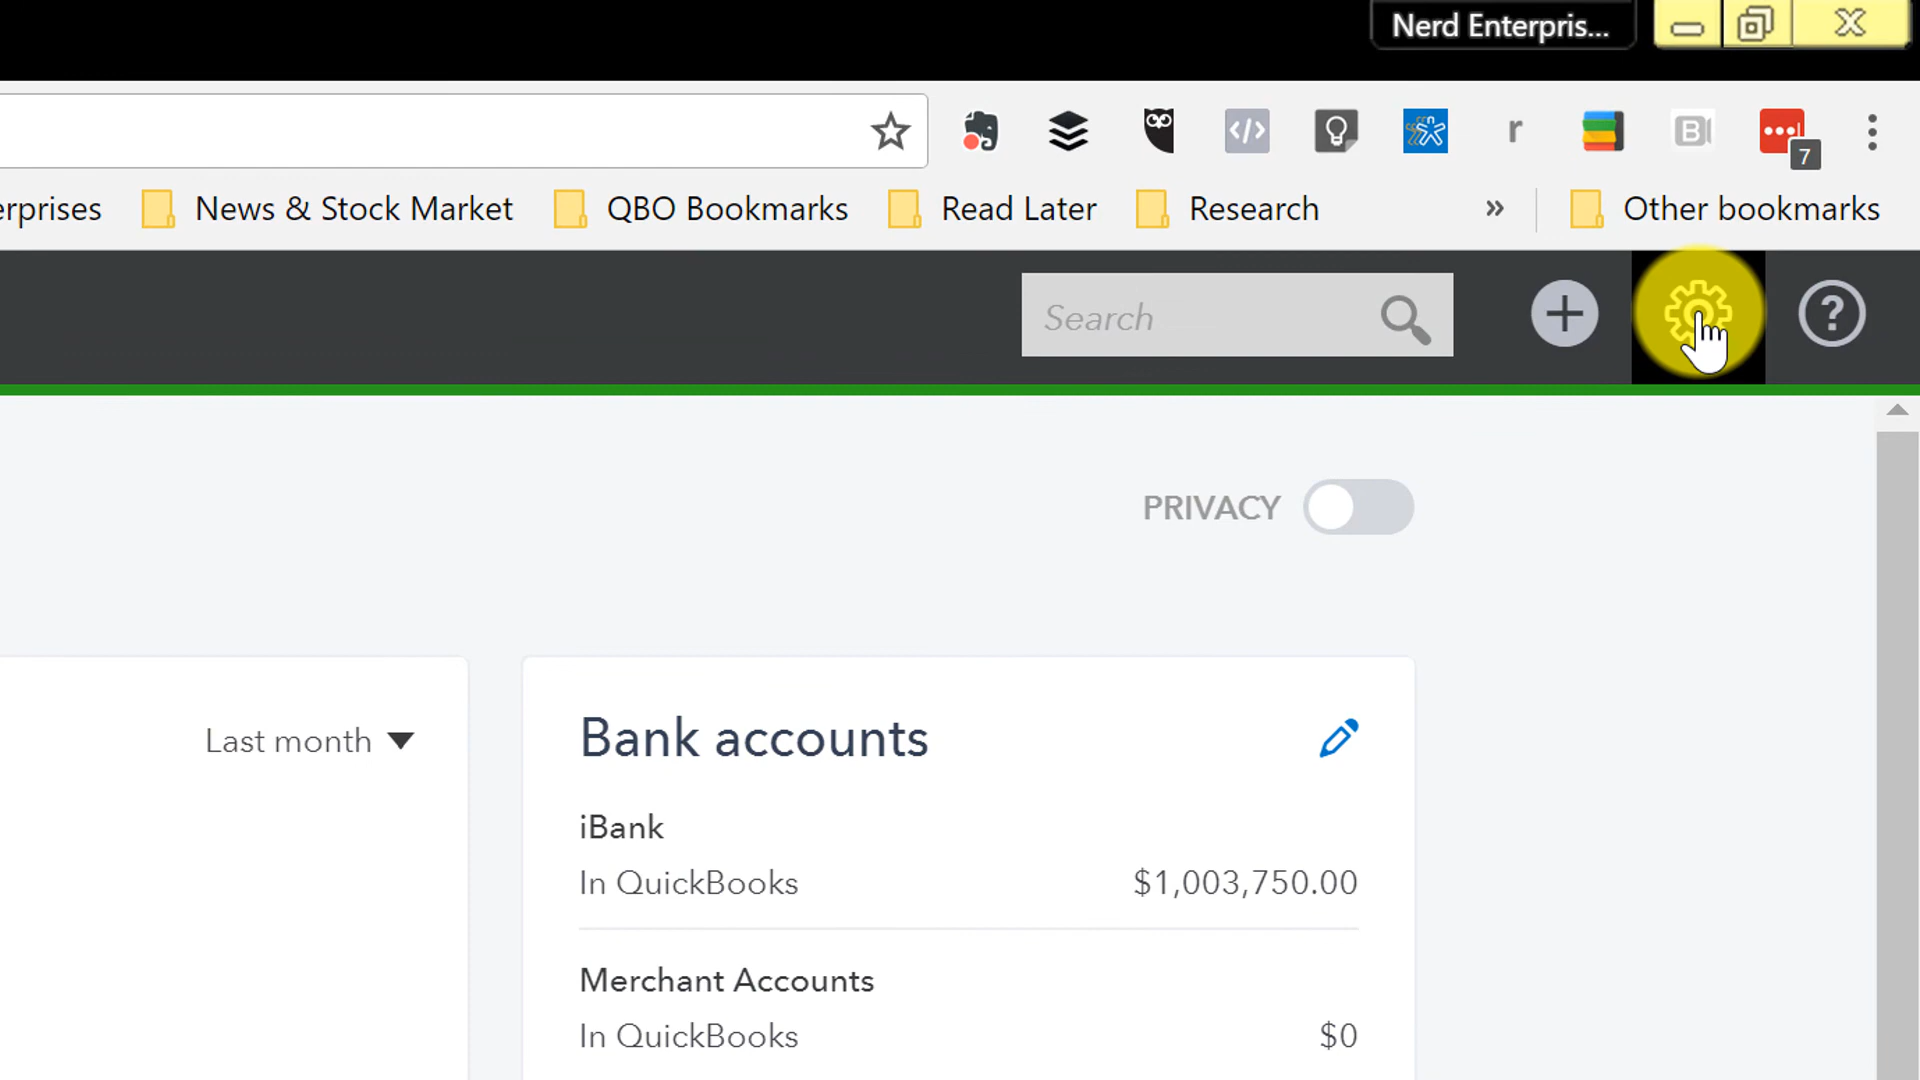 Nerd Enterpris...
</>
r
B
7
erprises
News & Stock Market
QBO Bookmarks
Read Later
Research
»
Other bookmarks
Search
?
PRIVACY
Last month
Bank accounts
iBank
In QuickBooks $1,003,750.00
Merchant Accounts
In QuickBooks $0